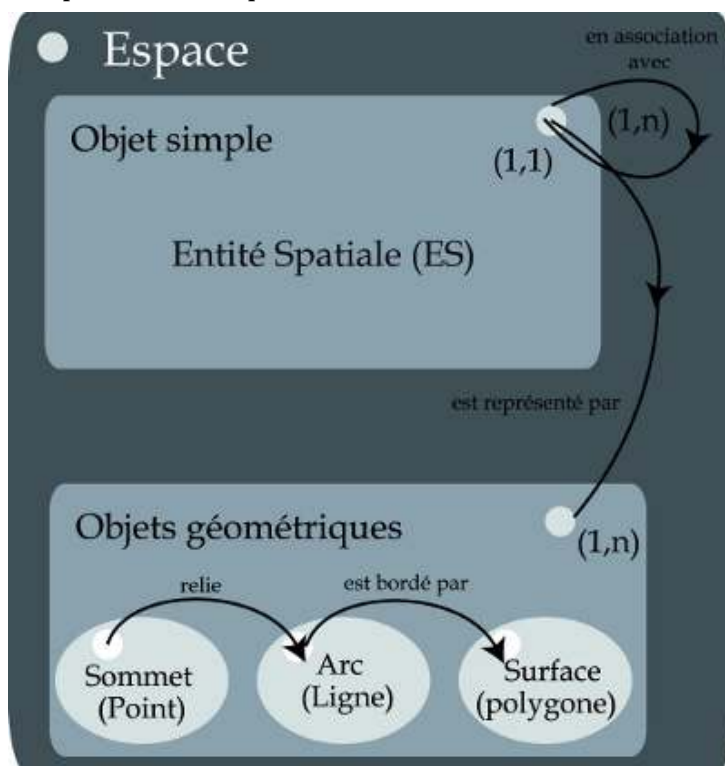 Espace
en association
avec
Objet simple
(1,n)
(1,1)
Entité Spatiale (ES)
est représenté par
Objets géométriques
(1,n)
relie
est bordé par
Sommet
(Point)
Arc
(Ligne)
Surface
(polygone)